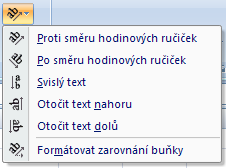 Proti směru hodinových ručiček
Po směru hodinových ručiček
Svislý text
Otočit text nahoru
Otočit text dolů
Formátovat zarovnání buňky